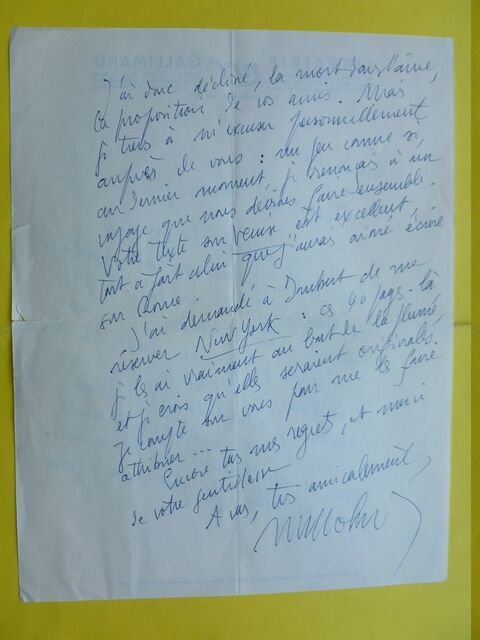 J'ai donc décliné, la mort dans l'âme,
la proposition de vos amis. Mais
je tiens à m'excuser personnellement
auprès de vous : un peu comme si,
au dernier moment, je renonçais à un
voyage que nous devions faire ensemble.
Votre texte sur Venise est excellent,
tout à fait celui que j'aurais aimé écrire
sur Rome.
J'ai demandé à de me
réserver New York : ces 40 pages-là
je les ai vraiment au bout de la plume,
et je crois qu'elles seraient originales.
Je compte sur vous pour me les faire
attribuer...
Encore tous mes regrets, et merci
de votre gentillesse
A vous, très amicalement,